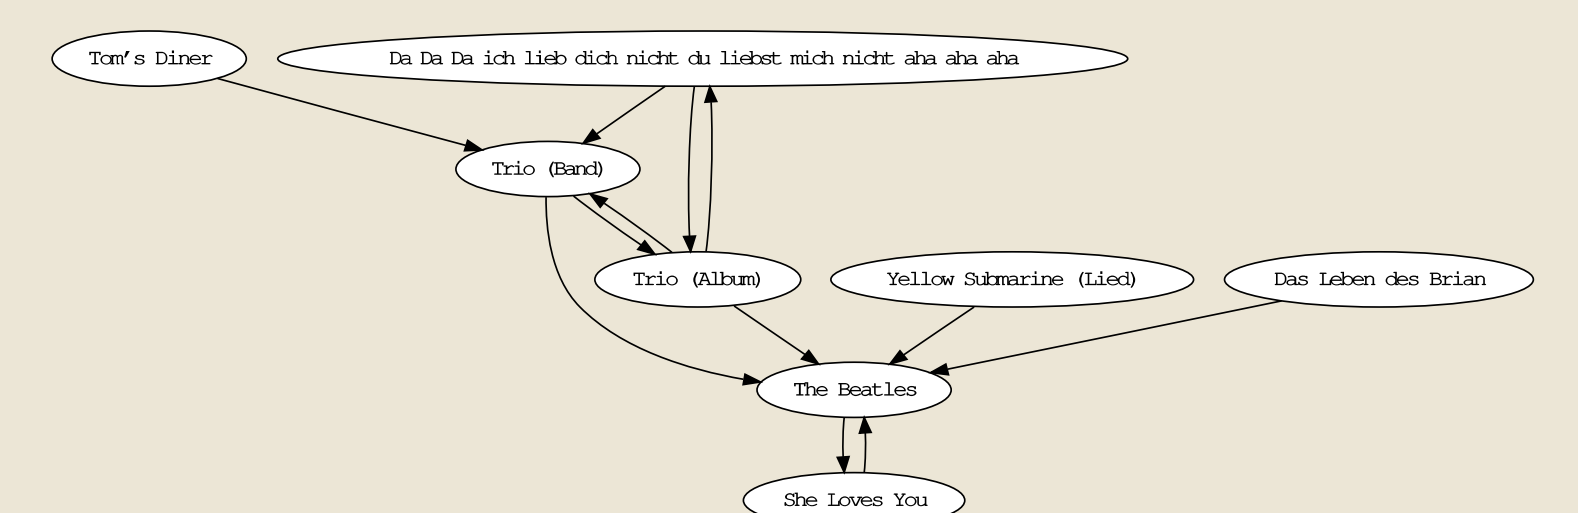 Tom's Diner
Da Da Da ich lieb dich nicht du liebst mich nicht aha aha aha
Trio (Band)
Trio (Album)
Yellow Submarine (Lied)
Das Leben des Brian
The Beatles
She Loves You